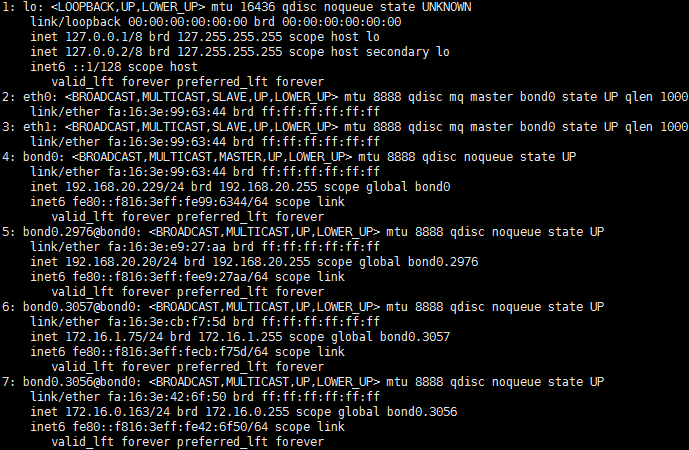 1: lo: <LOOPBACK,UP,LOWER_UP> mtu 16436 qdisc noqueue state UNKNOWN
link/loopback 00:00:00:00:00:00 brd 00:00:00:00:00:00
inet 127.0.0.1/8 brd 127.255.255.255 scope host lo
inet 127.0.0.2/8 brd 127.255.255.255 scope host secondary lo
inet6 ::1/128 scope host
valid_lft forever preferred_lft forever
2: eth0: <BROADCAST,MULTICAST,SLAVE,UP,LOWER_UP> mtu 8888 qdisc mq master bond0 state UP qlen 1000
link/ether fa:16:3e:99:63:44 brd ff:ff:ff:ff:ff:ff
3: eth1: <BROADCAST,MULTICAST,SLAVE,UP,LOWER_UP> mtu 8888 qdisc mq master bond0 state UP qlen 1000
link/ether fa:16:3e:99:63:44 brd ff:ff:ff:ff:ff:ff
4: bond0: <BROADCAST,MULTICAST,MASTER,UP,LOWER_UP> mtu 8888 qdisc noqueue state UP
link/ether fa:16:3e:99:63:44 brd ff:ff:ff:ff:ff:ff
inet 192.168.20.229/24 brd 192.168.20.255 scope global bond0
inet6 fe80::f816:3eff:fe99:6344/64 scope link
valid_lft forever preferred_lft forever
5: bond0.2976@bond0: <BROADCAST,MULTICAST,UP,LOWER_UP> mtu 8888 qdisc noqueue state UP
link/ether fa:16:3e:e9:27:aa brd ff:ff:ff:ff:ff:ff
inet 192.168.20.20/24 brd 192.168.20.255 scope global bond0.2976
inet6 fe80::f816:3eff:fee9:27aa/64 scope link
valid_lft forever preferred_lft forever
6: bond0.3057@bond0: <BROADCAST,MULTICAST,UP,LOWER_UP> mtu 8888 qdisc noqueue state UP
link/ether fa:16:3e:cb:f7:5d brd ff:ff:ff:ff:ff:ff
inet 172.16.1.75/24 brd 172.16.1.255 scope global bond0.3057
inet6 fe80::f816:3eff:fecb:f75d/64 scope link
valid_lft forever preferred_lft forever
7: bond0.3056@bond0: <BROADCAST,MULTICAST,UP,LOWER_UP> mtu 8888 qdisc noqueue state UP
link/ether fa:16:3e:42:6f:50 brd ff:ff:ff:ff:ff:ff
inet 172.16.0.163/24 brd 172.16.0.255 scope global bond0.3056
inet6 fe80::f816:3eff:fe42:6f50/64 scope link
valid_lft forever preferred_lft forever